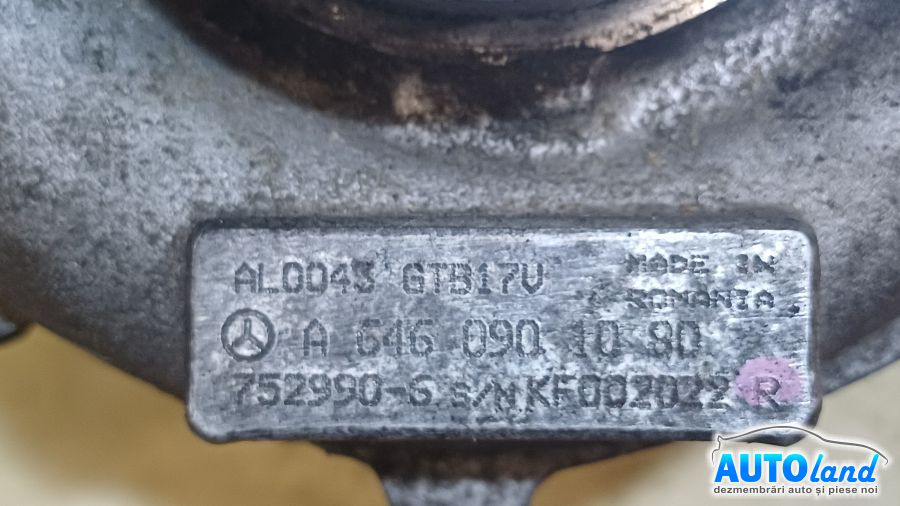 AL0043 GTB17V MADE IN
ROMANIA
A 646 090 10 80
752990-6 S/N KF002022 R
AUTOland
dezmembrări auto și piese noi